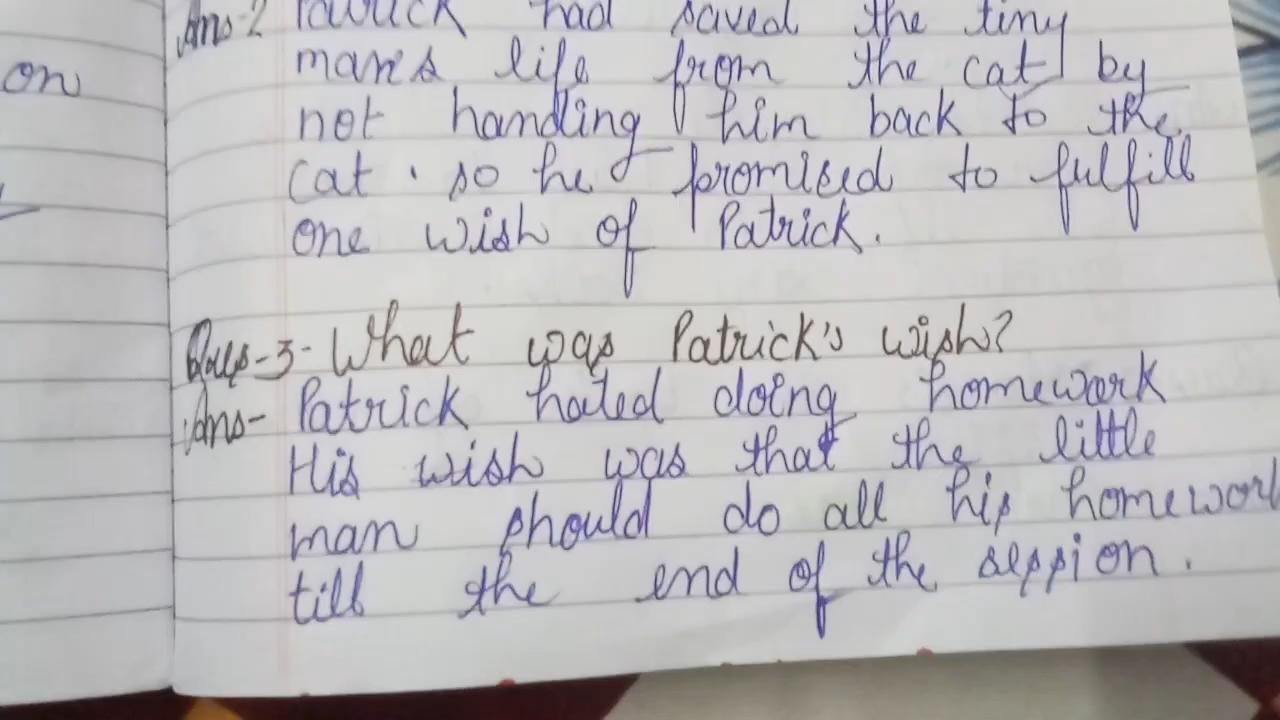 on
Ans-2 Patrick had saved the tiny
man's life from the cat by
not handling him back to the
cat. so he promised to fulfill
one wish of Patrick.
Ques-3- What was Patrick's wish?
Ans- Patrick hated doing homework
His wish was that the little
man should do all his homework
till the end of the session.